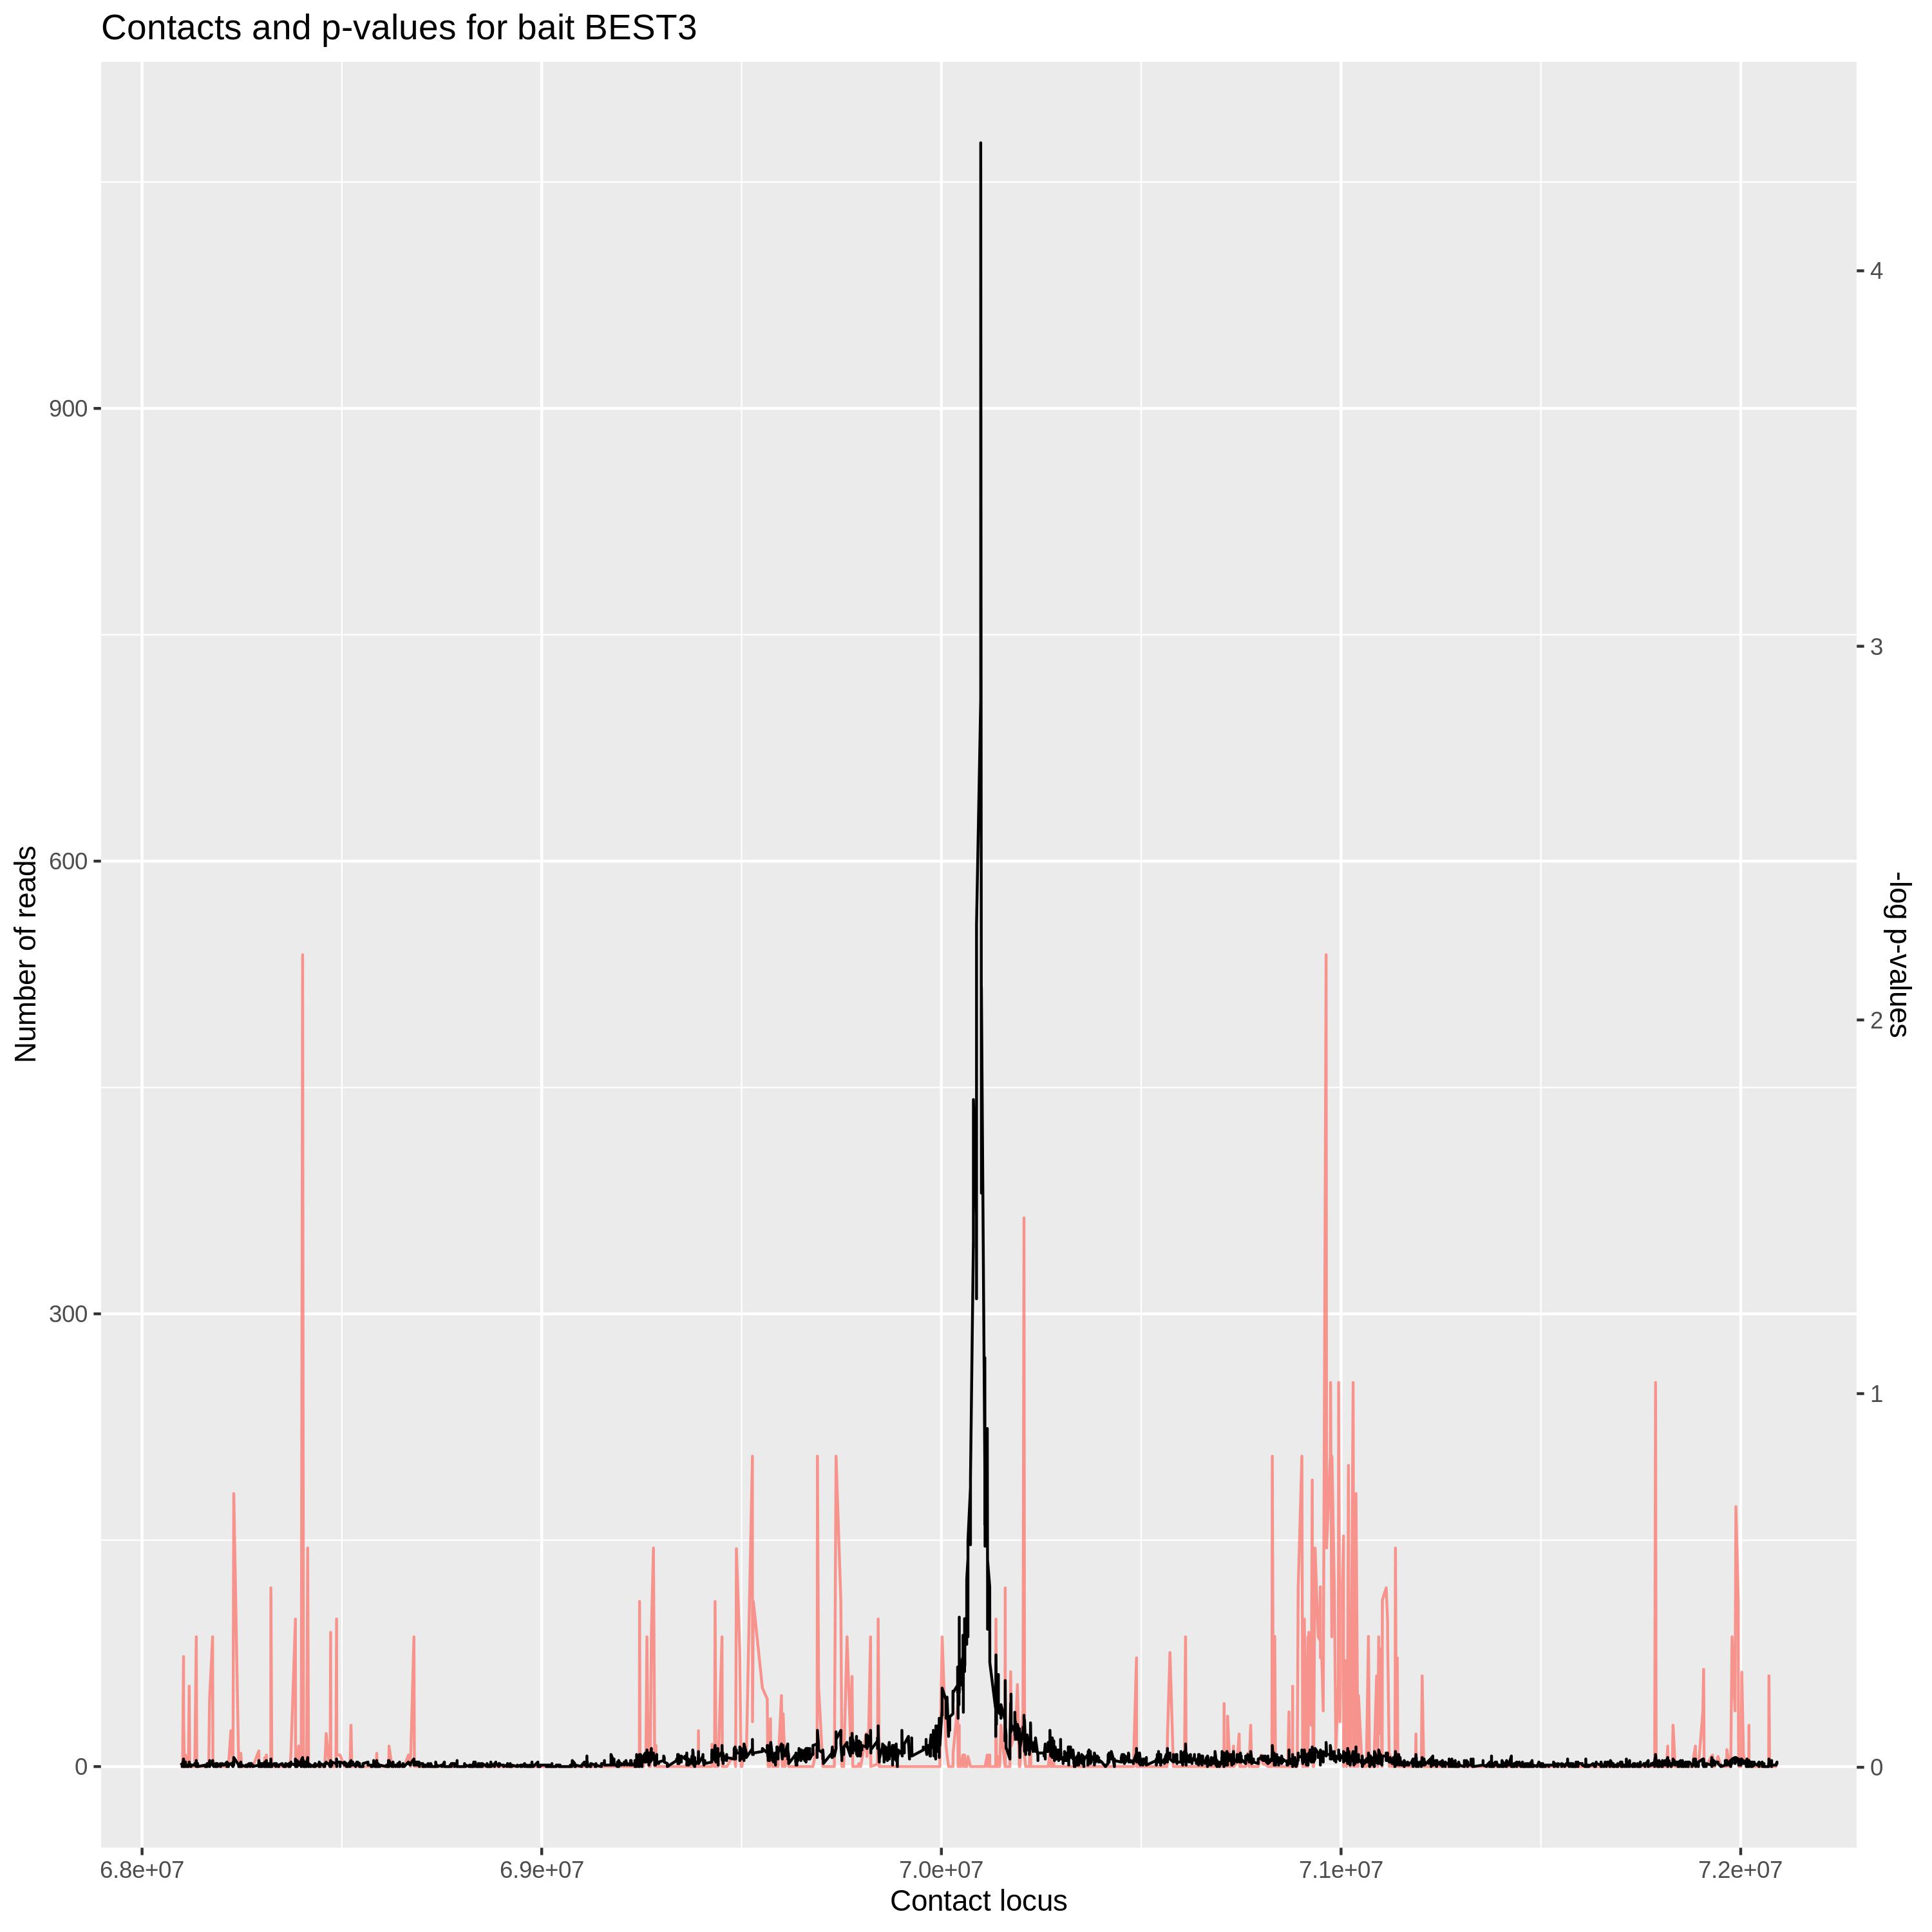 Contacts and p-values for bait BEST3
Number of reads
900
600
300
0
4
3
2
1
0
-log p-values
6.8e+07
6.9e+07
7.0e+07
7.1e+07
7.2e+07
Contact locus